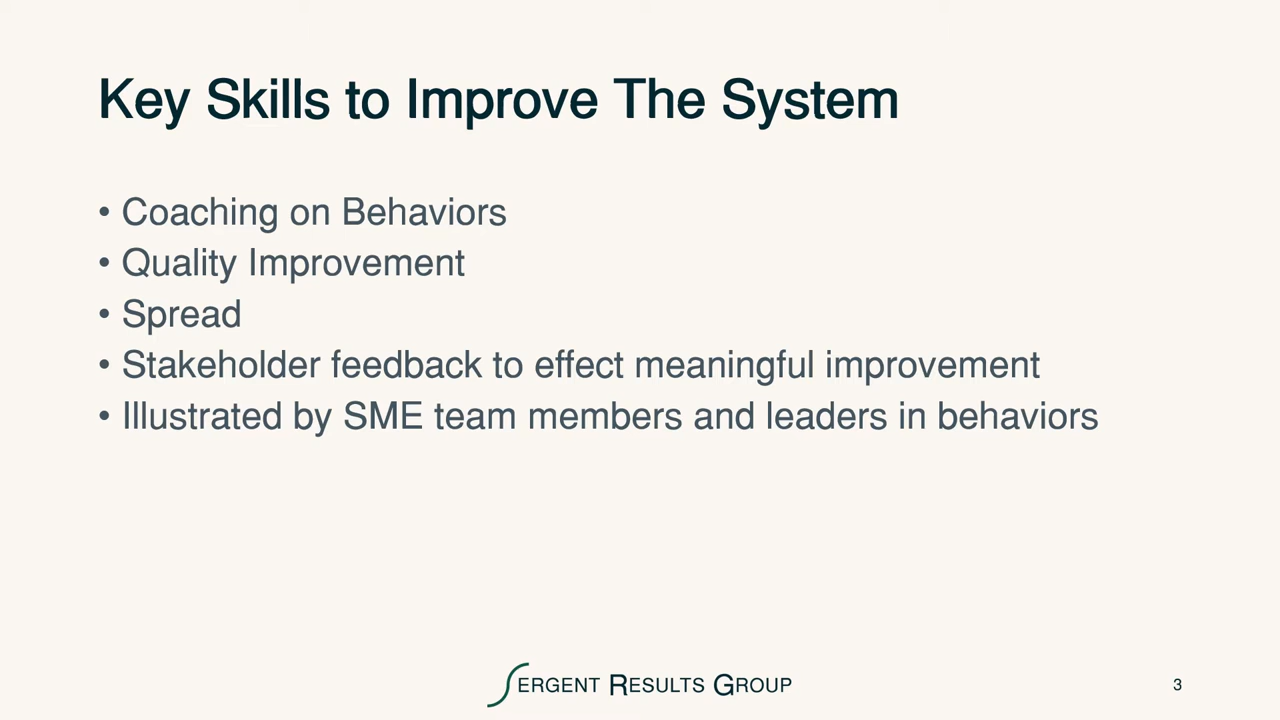 Key Skills to Improve The System
• Coaching on Behaviors
• Quality Improvement
• Spread
• Stakeholder feedback to effect meaningful improvement
• Illustrated by SME team members and leaders in behaviors
SERGENT RESULTS GROUP
3